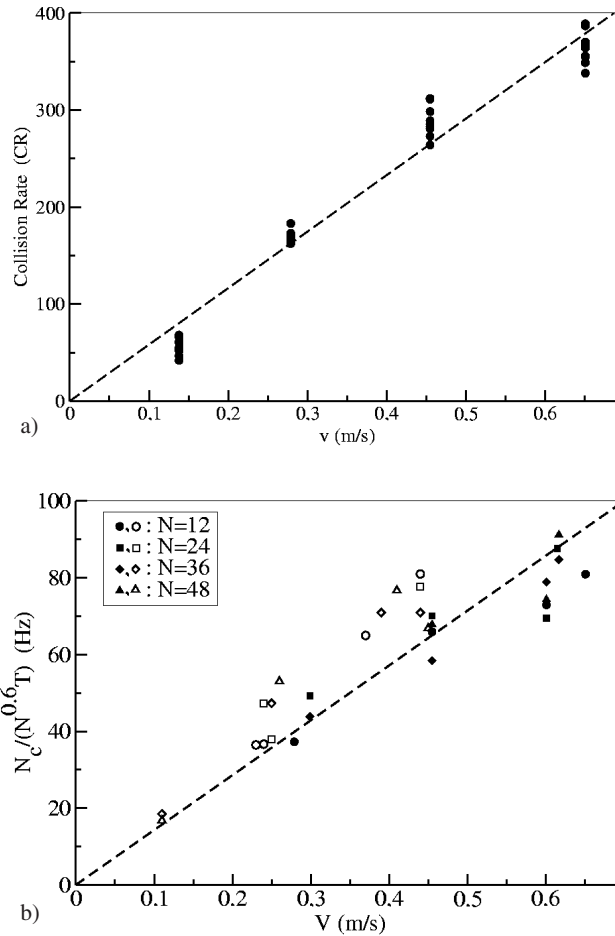 400
300
200
100
0
Collision Rate (CR)
0 0.1 0.2 0.3 0.4 0.5 0.6
v (m/s)
a)
100
80
60
40
20
0
N_c/(N^0.6T) (Hz)
: N=12
: N=24
: N=36
: N=48
0 0.1 0.2 0.3 0.4 0.5 0.6
V (m/s)
b)